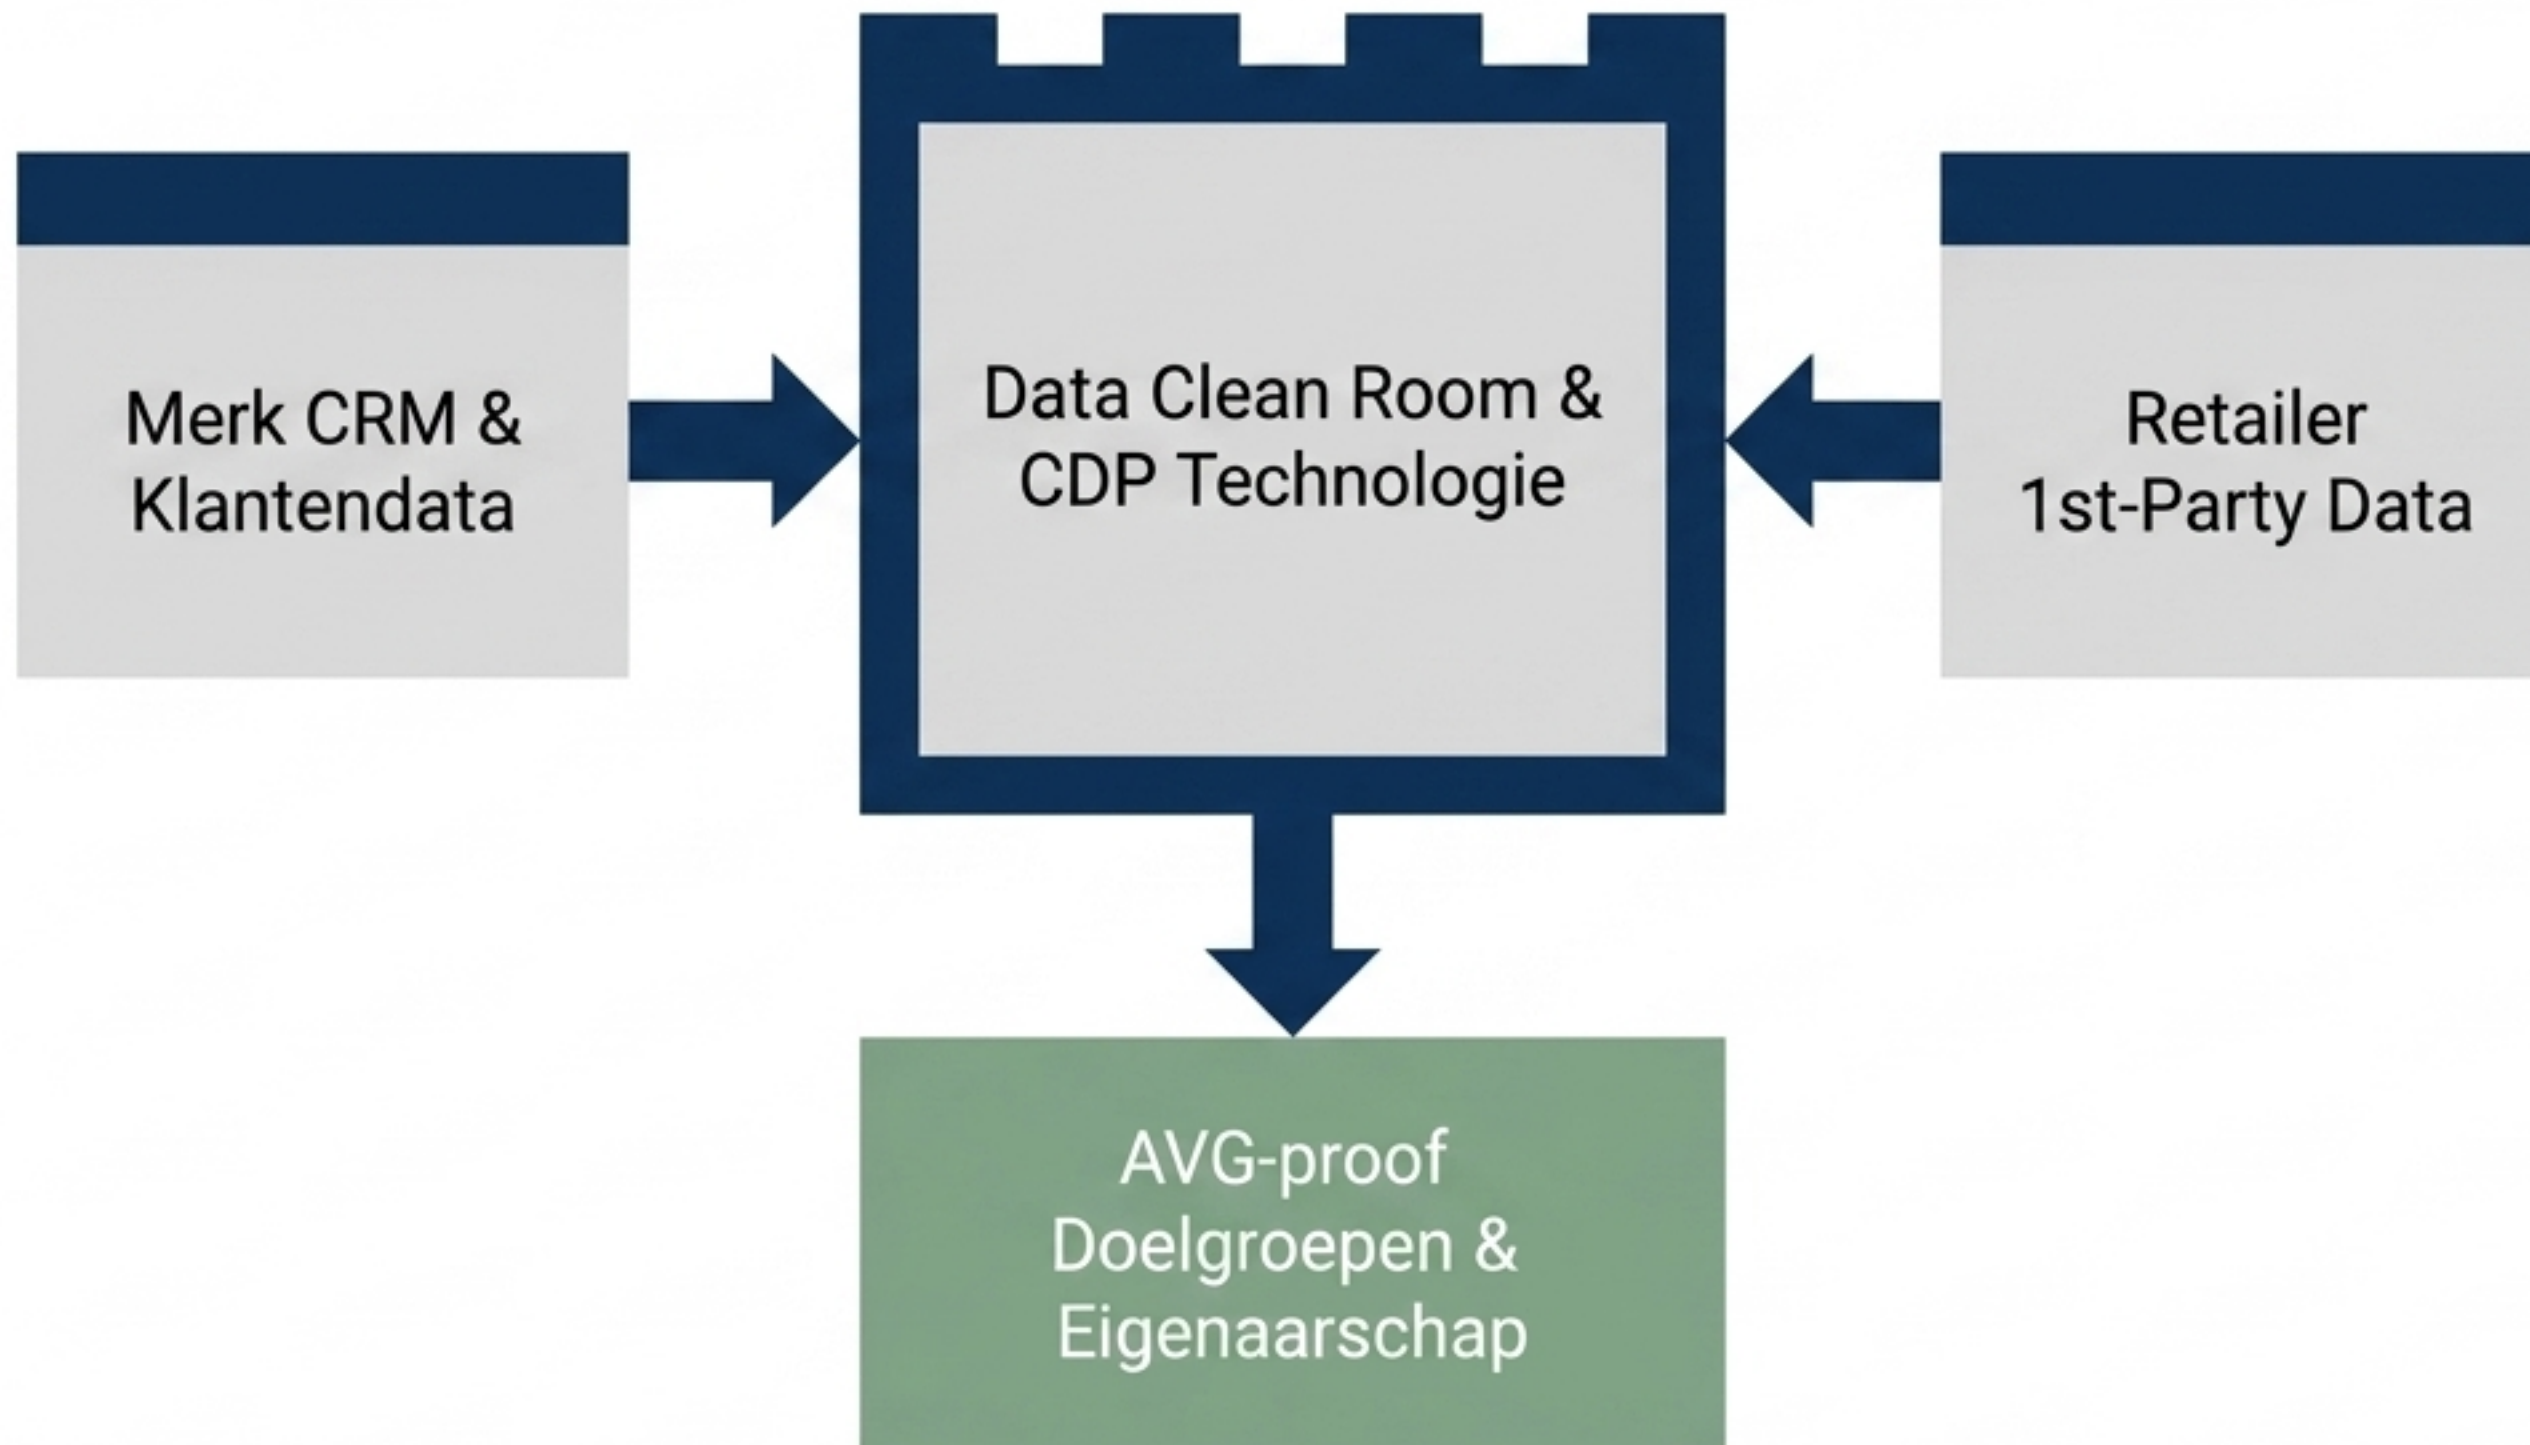 Merk CRM &
Klantendata
Data Clean Room &
CDP Technologie
Retailer
1st-Party Data
AVG-proof
Doelgroepen &
Eigenaarschap